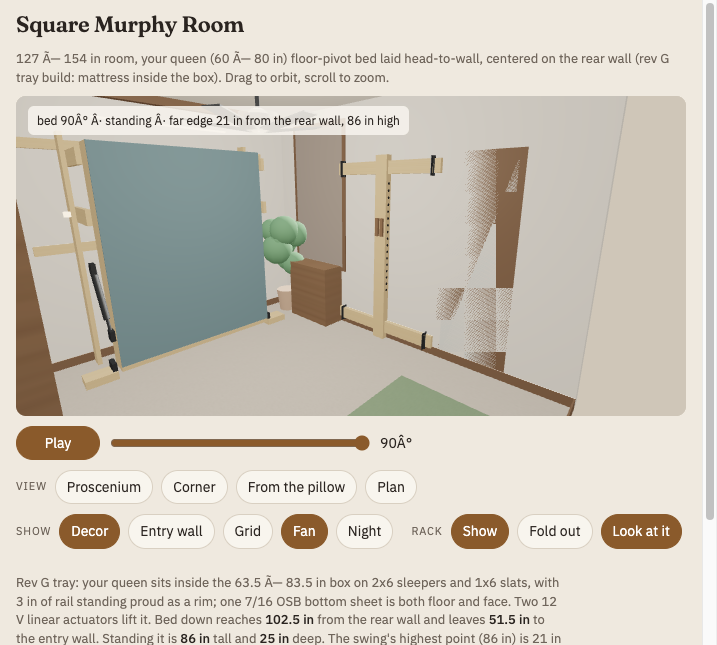 Square Murphy Room
127 Ã— 154 in room, your queen (60 Ã— 80 in) floor-pivot bed laid head-to-wall, centered on the rear wall (rev G
tray build: mattress inside the box). Drag to orbit, scroll to zoom.
bed 90Â° Â· standing Â· far edge 21 in from the rear wall, 86 in high
Play 90Â°
VIEW Proscenium Corner From the pillow Plan
SHOW Decor Entry wall Grid Fan Night RACK Show Fold out Look at it
Rev G tray: your queen sits inside the 63.5 Ã— 83.5 in box on 2x6 sleepers and 1x6 slats, with
3 in of rail standing proud as a rim; one 7/16 OSB bottom sheet is both floor and face. Two 12
V linear actuators lift it. Bed down reaches 102.5 in from the rear wall and leaves 51.5 in to
the entry wall. Standing it is 86 in tall and 25 in deep. The swing's highest point (86 in) is 21 in